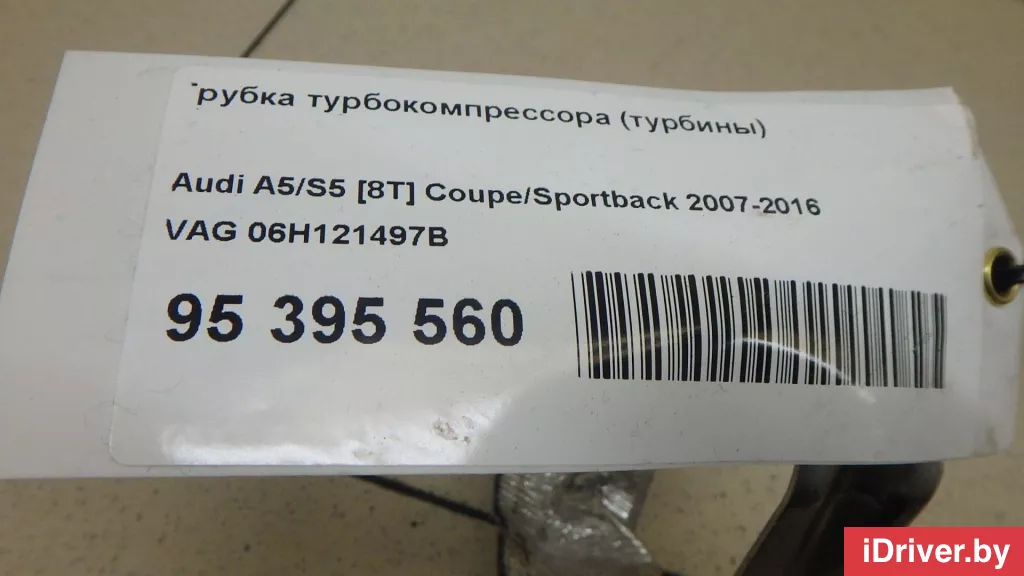 рубка турбокомпрессора (турбины)
Audi A5/S5 [8T] Coupe/Sportback 2007-2016
VAG 06H121497B
95 395 560
iDriver.by